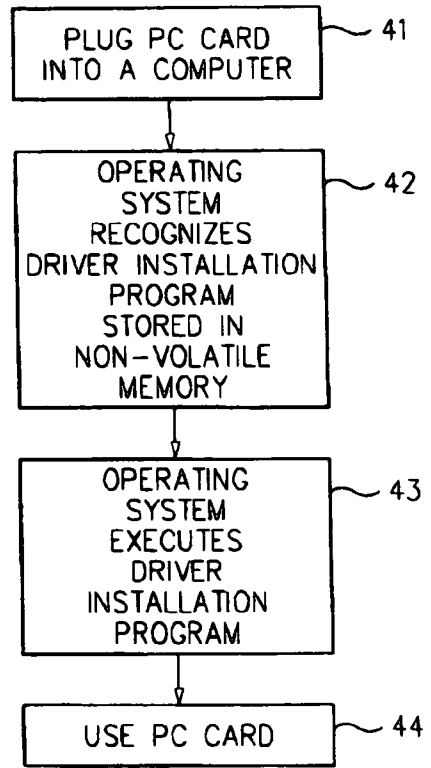 PLUG PC CARD
INTO A COMPUTER
41
OPERATING
SYSTEM
RECOGNIZES
DRIVER INSTALLATION
PROGRAM
STORED IN
NON-VOLATILE
MEMORY
42
OPERATING
SYSTEM
EXECUTES
DRIVER
INSTALLATION
PROGRAM
43
USE PC CARD
44